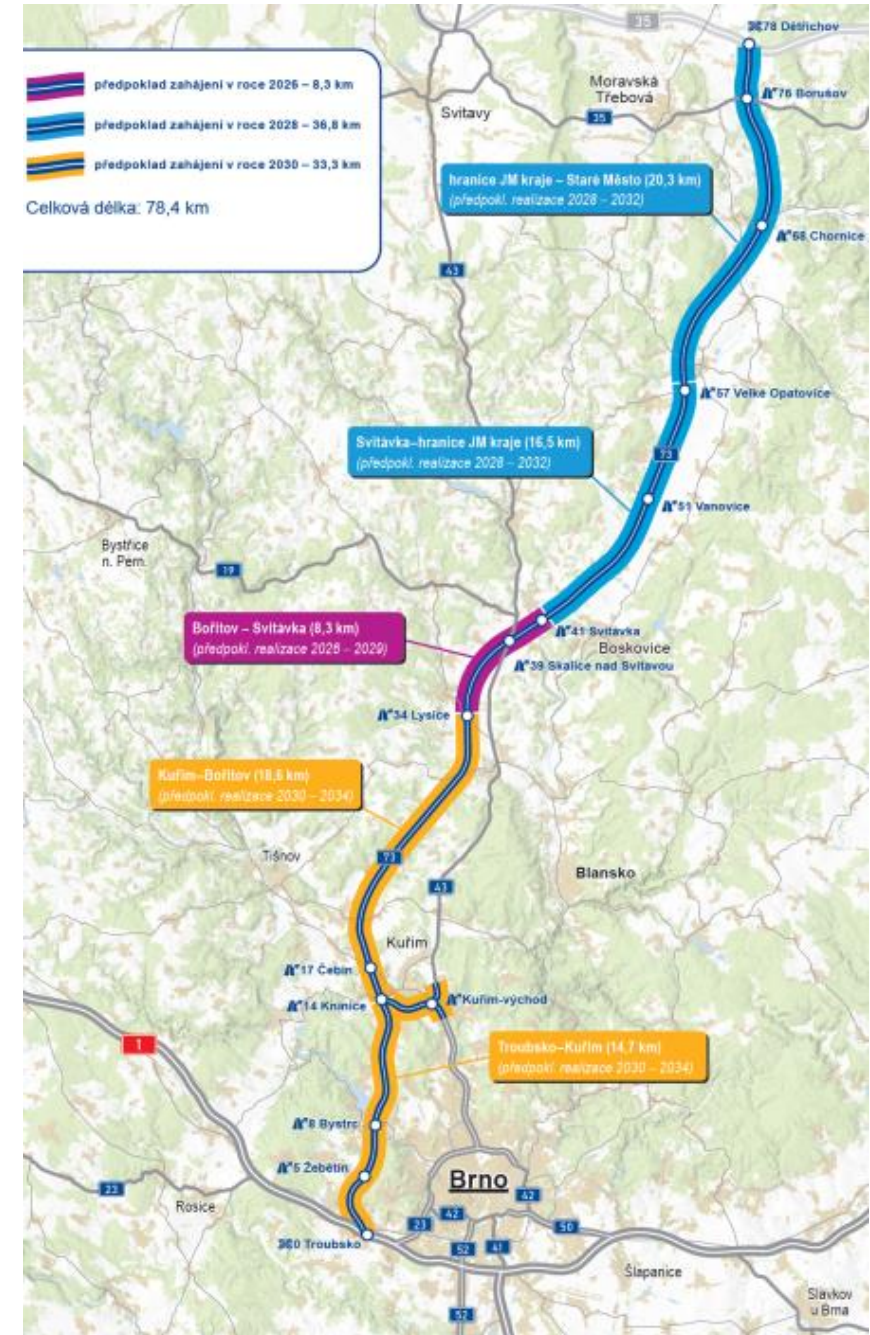 předpoklad zahájení v roce 2026 – 8,3 km
předpoklad zahájení v roce 2028 – 36,8 km
předpoklad zahájení v roce 2030 – 33,3 km
Celková délka: 78,4 km
35
78 Dětřichov
Moravská
Třebová
76 Borušov
Svitavy
35
hranice JM kraje – Staré Město (20,3 km)
(předpokl. realizace 2028 – 2032)
68 Chornice
43
57 Velké Opatovice
Svitávka–hranice JM kraje (16,5 km)
(předpokl. realizace 2028 – 2032)
73
51 Vanovice
Bystřice
n. Pern.
19
Bořitov – Svitávka (8,3 km)
(předpokl. realizace 2026 – 2029)
41 Svitávka
Boskovice
39 Skalice nad Svitavou
34 Lysice
Kuřim–Bořitov (18,6 km)
(předpokl. realizace 2030 – 2034)
73
Tišnov
Blansko
43
Kuřim
17 Čebín
14 Kninice
Kuřim-východ
1
Troubsko–Kuřim (14,7 km)
(předpokl. realizace 2030 – 2034)
8 Bystrc
5 Žebětín
Brno
23
Rosice
42
42
23
50
0 Troubsko
52
41
Šlapanice
Slavkov
u Brna
52